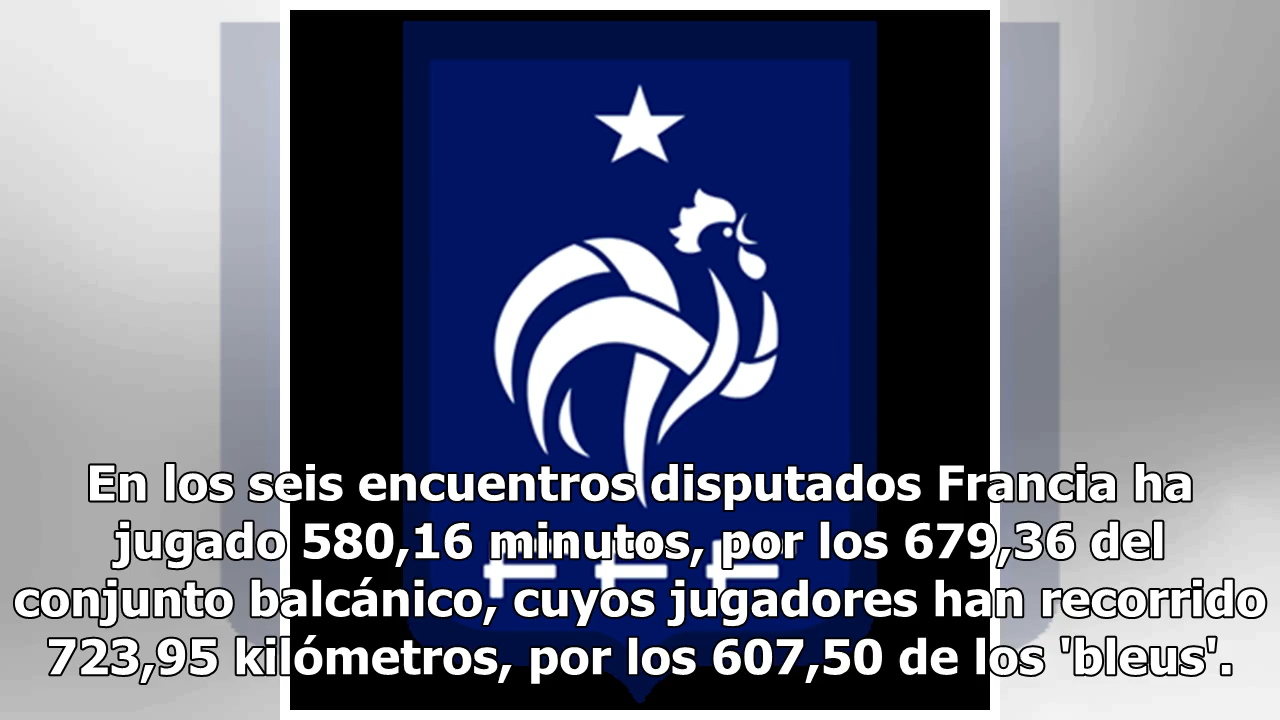 En los seis encuentros disputados Francia ha
jugado 580,16 minutos, por los 679,36 del
conjunto balcánico, cuyos jugadores han recorrido
723,95 kilómetros, por los 607,50 de los 'bleus'.